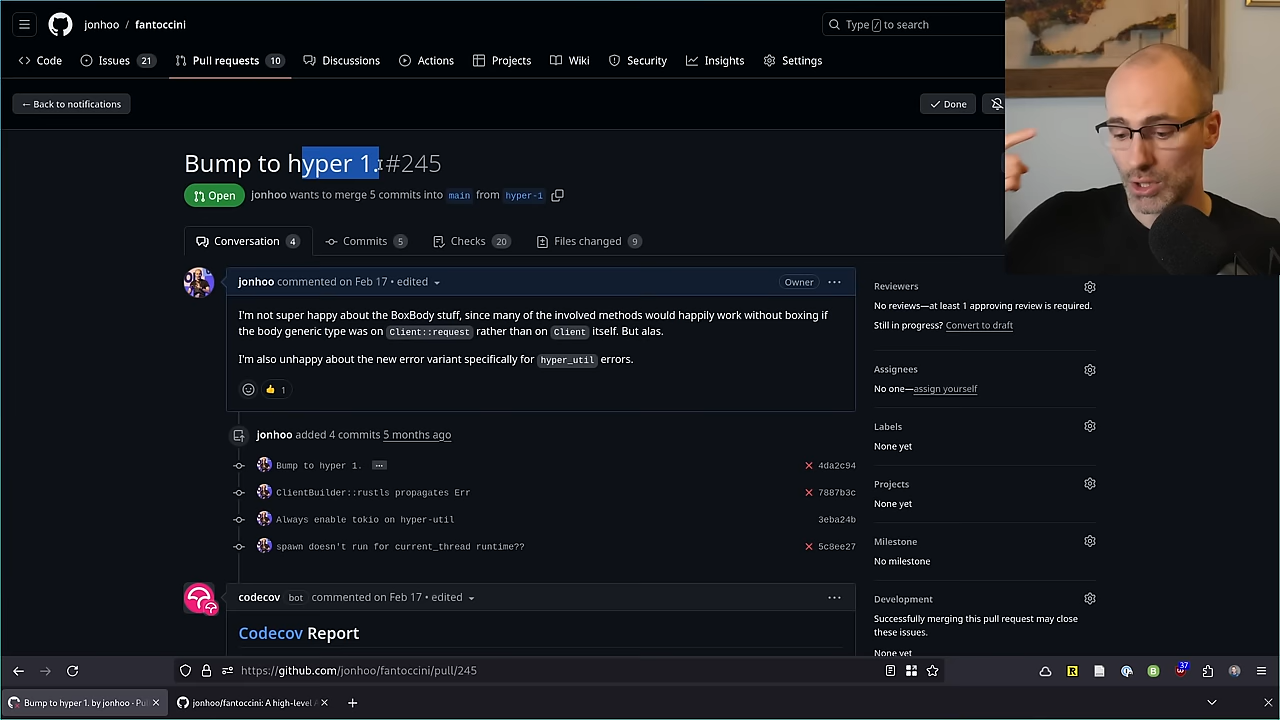 jonhoo / fantoccini
Type / to search
Code
Issues 21
Pull requests 10
Discussions
Actions
Projects
Wiki
Security
Insights
Settings
← Back to notifications
Done
Bump to hyper 1. #245
Open
jonhoo wants to merge 5 commits into main from hyper-1
Conversation 4
Commits 5
Checks 20
Files changed 9
jonhoo commented on Feb 17 • edited
Owner
I'm not super happy about the BoxBody stuff, since many of the involved methods would happily work without boxing if
the body generic type was on Client::request rather than on Client itself. But alas.
I'm also unhappy about the new error variant specifically for hyper_util errors.
1
jonhoo added 4 commits 5 months ago
Bump to hyper 1. ... 4da2c94
ClientBuilder::rustls propagates Err 7887b3c
Always enable tokio on hyper-util 3eba24b
spawn doesn't run for current_thread runtime?? 5c8ee27
codecov bot commented on Feb 17 • edited
Codecov Report
Reviewers
No reviews—at least 1 approving review is required.
Still in progress? Convert to draft
Assignees
No one—assign yourself
Labels
None yet
Projects
None yet
Milestone
No milestone
Development
Successfully merging this pull request may close
these issues.
None yet
https://github.com/jonhoo/fantoccini/pull/245
R
B
37
Bump to hyper 1. by jonhoo · Pul
jonhoo/fantoccini: A high-level A